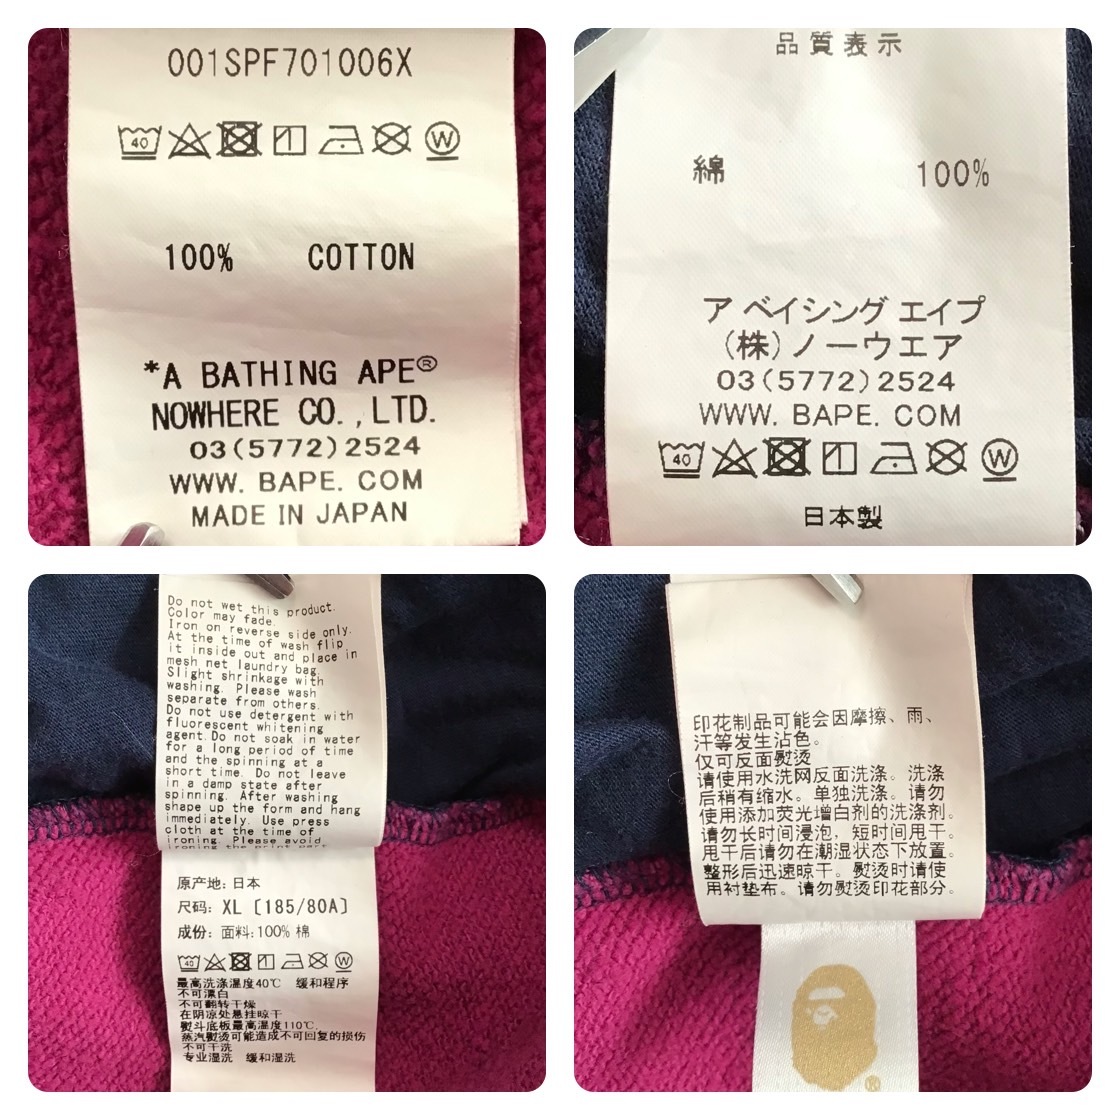 001SPF701006X
40
W
100% COTTON
*A BATHING APE®
NOWHERE CO.,LTD.
03(5772)2524
WWW. BAPE. COM
MADE IN JAPAN
品質表示
綿 100%
ア ベイシング エイプ
(株)ノーウエア
03(5772)2524
WWW. BAPE. COM
40
W
日本製
Do not wet this product.
Color may fade.
Iron on reverse side only.
At the time of wash flip
it inside out and place in
mesh net laundry bag.
Slight shrinkage with
washing. Please wash
separate from others.
Do not use detergent with
fluorescent whitening
agent.Do not soak in water
for a long period of time
and the spinning at a
short time. Do not leave
in a damp state after
spinning. After washing
shape up the form and hang
immediately. Use press
cloth at the time of
ironing. Please avoid
ironing the print part
原产地: 日本
尺码: XL [185/80A]
成份: 面料:100% 棉
40
W
最高洗涤温度40℃ 缓和程序
不可漂白
不可翻转干燥
在阴凉处悬挂晾干
熨斗底板最高温度110℃
蒸汽熨烫可能造成不可回复的损伤
不可干洗
专业湿洗 缓和湿洗
印花制品可能会因摩擦、雨、
汗等发生沾色。
仅可反面熨烫
请使用水洗网反面洗涤。洗涤
后稍有缩水。单独洗涤。请勿
使用添加荧光增白剂的洗涤剂。
请勿长时间浸泡，短时间甩干。
甩干后请勿在潮湿状态下放置。
整形后迅速晾干。熨烫时请使
用衬垫布。请勿熨烫印花部分。
®